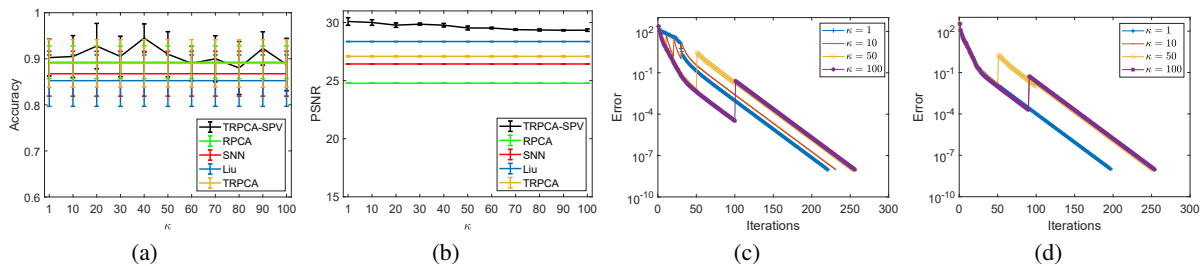 1
0.9
0.8
0.7
0.6
Accuracy
TRPCA-SPV
RPCA
SNN
Liu
TRPCA
1 10 20 30 40 50 60 70 80 90 100
κ
(a)
30
25
20
15
PSNR
TRPCA-SPV
RPCA
SNN
Liu
TRPCA
1 10 20 30 40 50 60 70 80 90 100
κ
(b)
10²
10⁻¹
10⁻⁴
10⁻⁷
10⁻¹⁰
Error
κ = 1
κ = 10
κ = 50
κ = 100
0 50 100 150 200 250 300
Iterations
(c)
10²
10⁻¹
10⁻⁴
10⁻⁷
10⁻¹⁰
Error
κ = 1
κ = 10
κ = 50
κ = 100
0 50 100 150 200 250 300
Iterations
(d)